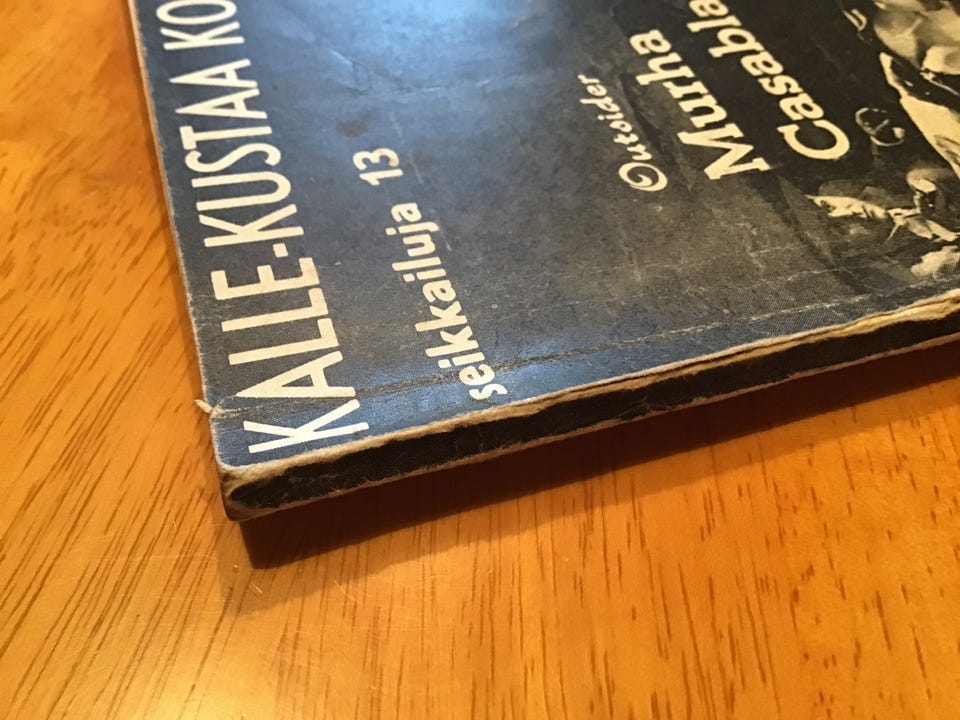 KALLE-KUSTAA KO
seikkailuja 13
Outsider
Murha
Casabla